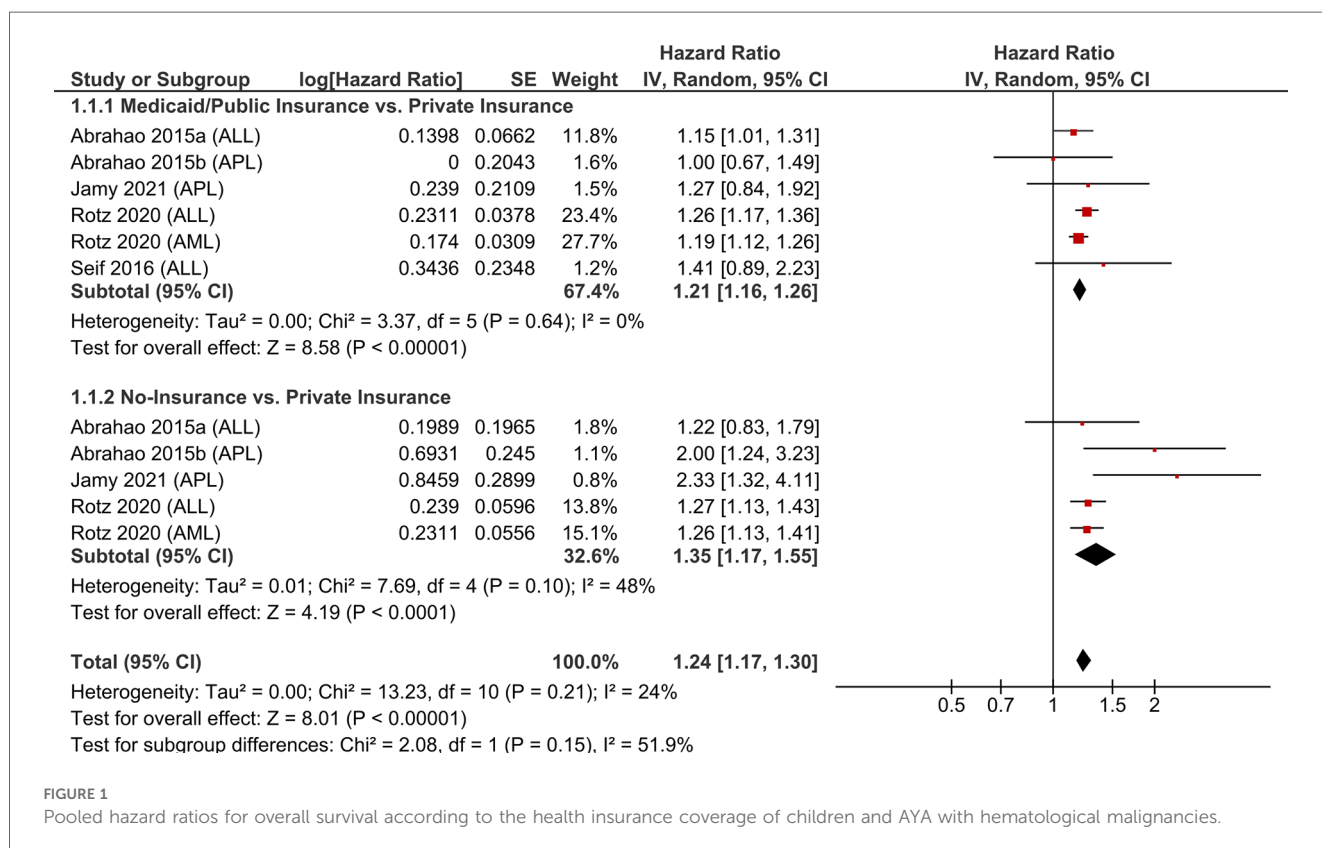 Hazard Ratio Hazard Ratio
Study or Subgroup log[Hazard Ratio] SE Weight IV, Random, 95% CI IV, Random, 95% CI
1.1.1 Medicaid/Public Insurance vs. Private Insurance
Abrahao 2015a (ALL) 0.1398 0.0662 11.8% 1.15 [1.01, 1.31]
Abrahao 2015b (APL) 0 0.2043 1.6% 1.00 [0.67, 1.49]
Jamy 2021 (APL) 0.239 0.2109 1.5% 1.27 [0.84, 1.92]
Rotz 2020 (ALL) 0.2311 0.0378 23.4% 1.26 [1.17, 1.36]
Rotz 2020 (AML) 0.174 0.0309 27.7% 1.19 [1.12, 1.26]
Seif 2016 (ALL) 0.3436 0.2348 1.2% 1.41 [0.89, 2.23]
Subtotal (95% CI) 67.4% 1.21 [1.16, 1.26]
Heterogeneity: Tau² = 0.00; Chi² = 3.37, df = 5 (P = 0.64); I² = 0%
Test for overall effect: Z = 8.58 (P < 0.00001)
1.1.2 No-Insurance vs. Private Insurance
Abrahao 2015a (ALL) 0.1989 0.1965 1.8% 1.22 [0.83, 1.79]
Abrahao 2015b (APL) 0.6931 0.245 1.1% 2.00 [1.24, 3.23]
Jamy 2021 (APL) 0.8459 0.2899 0.8% 2.33 [1.32, 4.11]
Rotz 2020 (ALL) 0.239 0.0596 13.8% 1.27 [1.13, 1.43]
Rotz 2020 (AML) 0.2311 0.0556 15.1% 1.26 [1.13, 1.41]
Subtotal (95% CI) 32.6% 1.35 [1.17, 1.55]
Heterogeneity: Tau² = 0.01; Chi² = 7.69, df = 4 (P = 0.10); I² = 48%
Test for overall effect: Z = 4.19 (P < 0.0001)
Total (95% CI) 100.0% 1.24 [1.17, 1.30]
Heterogeneity: Tau² = 0.00; Chi² = 13.23, df = 10 (P = 0.21); I² = 24%
Test for overall effect: Z = 8.01 (P < 0.00001)
Test for subgroup differences: Chi² = 2.08, df = 1 (P = 0.15), I² = 51.9%
0.5 0.7 1 1.5 2
FIGURE 1
Pooled hazard ratios for overall survival according to the health insurance coverage of children and AYA with hematological malignancies.